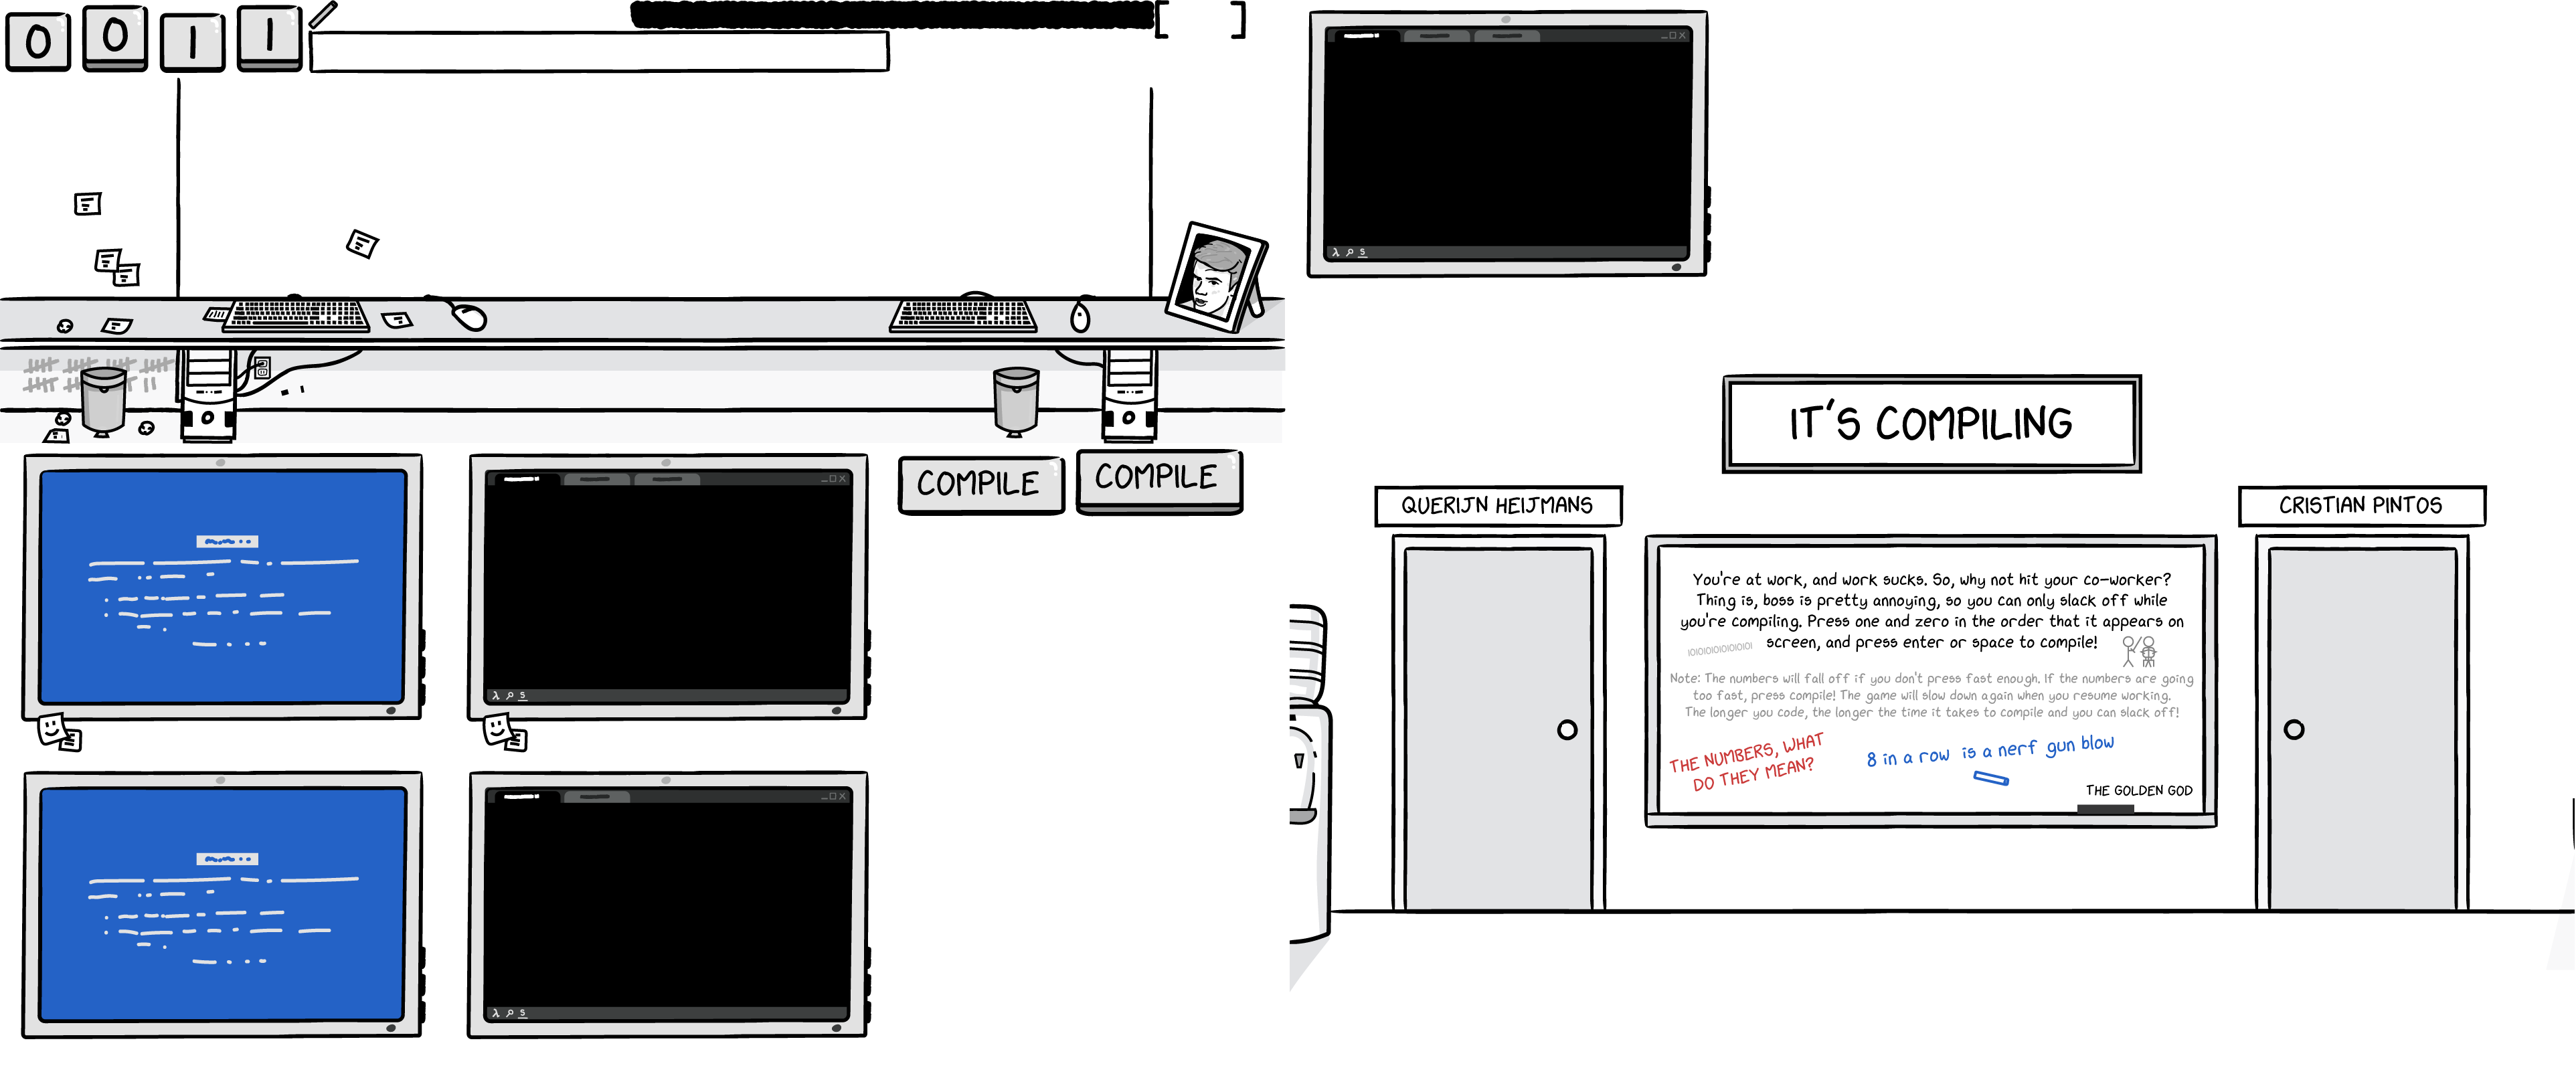 0 0 1 1
[ ]
λ 5
IT'S COMPILING
QUERIJN HEIJMANS
CRISTIAN PINTOS
COMPILE
COMPILE
λ 5
You're at work, and work sucks. So, why not hit your co-worker?
Thing is, boss is pretty annoying, so you can only slack off while
you're compiling. Press one and zero in the order that it appears on
screen, and press enter or space to compile!
1010101010101010101
Note: The numbers will fall off if you don't press fast enough. If the numbers are going
too fast, press compile! The game will slow down again when you resume working.
The longer you code, the longer the time it takes to compile and you can slack off!
THE NUMBERS, WHAT
DO THEY MEAN?
8 in a row is a nerf gun blow
THE GOLDEN GOD
λ 5